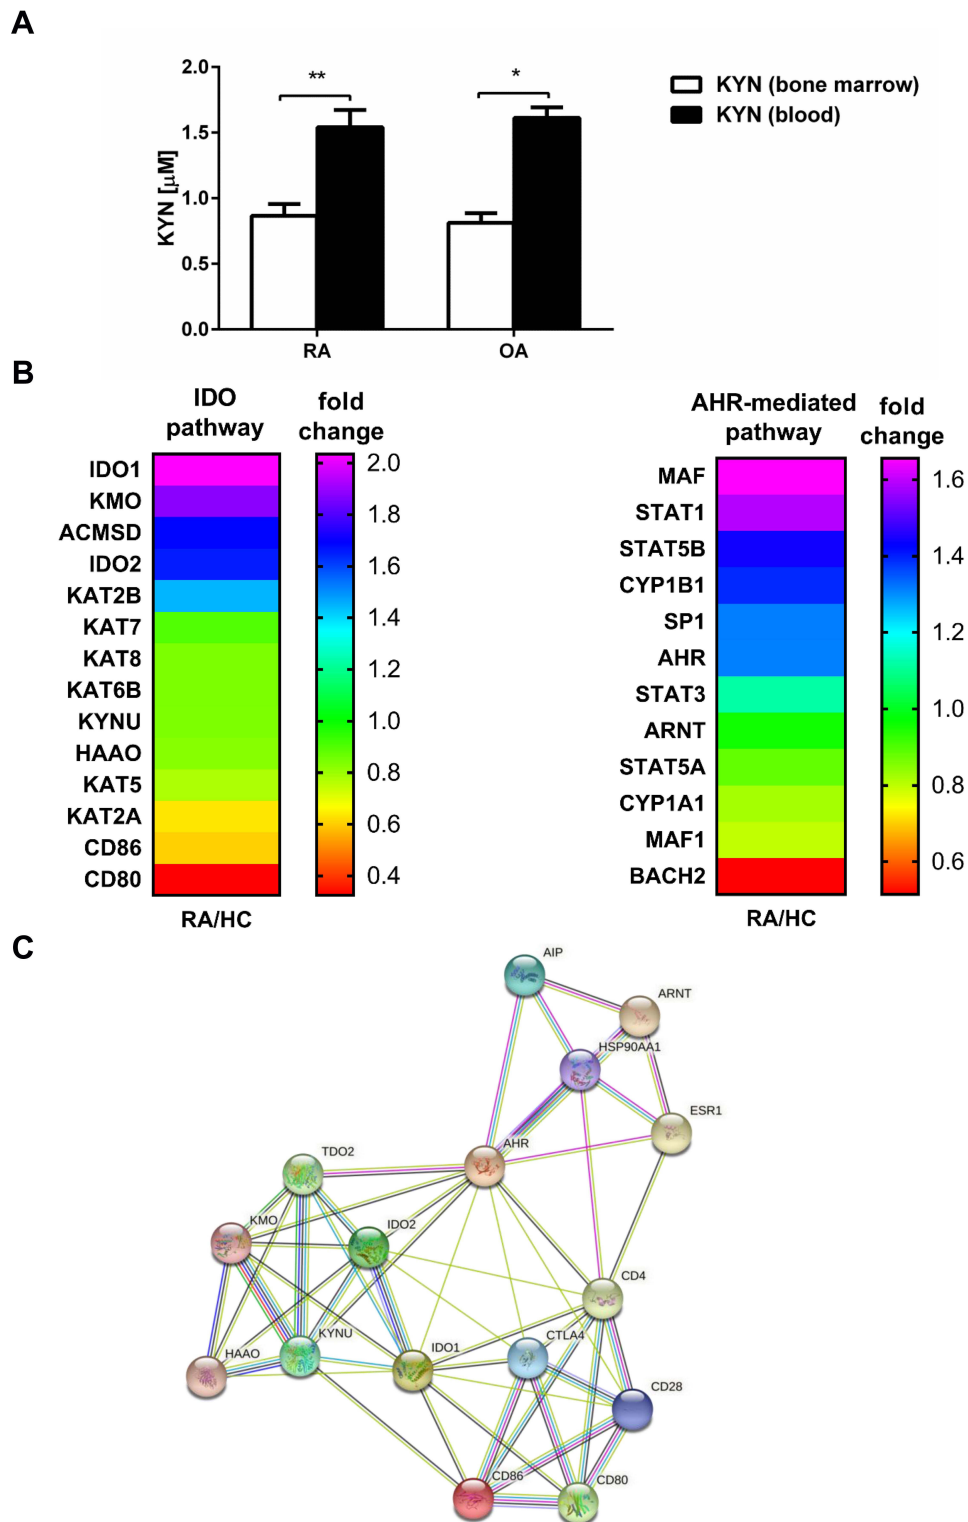 A
2.0
1.5
1.0
0.5
0.0
KYN [µM]
**
*
RA
OA
KYN (bone marrow)
KYN (blood)
B
IDO
pathway
fold
change
IDO1
KMO
ACMSD
IDO2
KAT2B
KAT7
KAT8
KAT6B
KYNU
HAAO
KAT5
KAT2A
CD86
CD80
RA/HC
2.0
1.8
1.6
1.4
1.2
1.0
0.8
0.6
0.4
AHR-mediated
pathway
fold
change
MAF
STAT1
STAT5B
CYP1B1
SP1
AHR
STAT3
ARNT
STAT5A
CYP1A1
MAF1
BACH2
RA/HC
1.6
1.4
1.2
1.0
0.8
0.6
C
AIP
ARNT
HSP90AA1
ESR1
AHR
TDO2
KMO
IDO2
CD4
KYNU
HAAO
IDO1
CTLA4
CD28
CD86
CD80